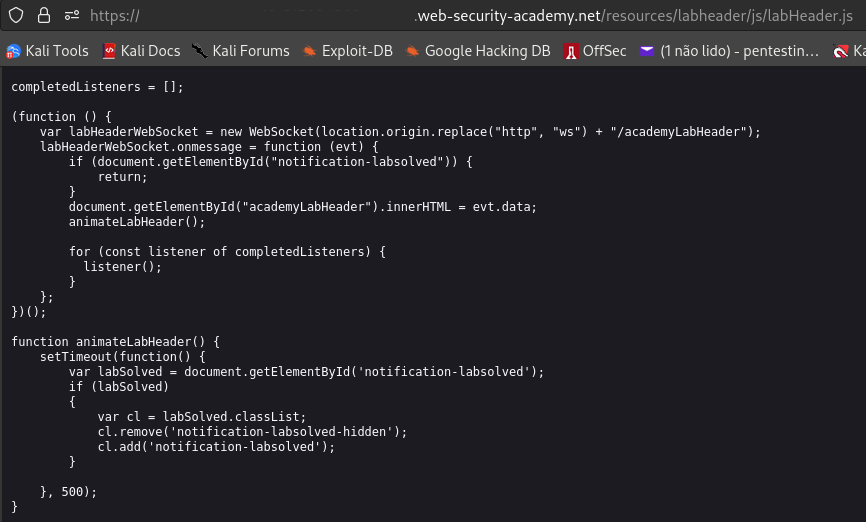 https:// .web-security-academy.net/resources/labheader/js/labHeader.js
Kali Tools Kali Docs Kali Forums Exploit-DB Google Hacking DB OffSec (1 não lido) - pentestin… Ka
completedListeners = [];

(function () {
    var labHeaderWebSocket = new WebSocket(location.origin.replace("http", "ws") + "/academyLabHeader");
    labHeaderWebSocket.onmessage = function (evt) {
        if (document.getElementById("notification-labsolved")) {
            return;
        }
        document.getElementById("academyLabHeader").innerHTML = evt.data;
        animateLabHeader();

        for (const listener of completedListeners) {
          listener();
        }
    };
})();

function animateLabHeader() {
    setTimeout(function() {
        var labSolved = document.getElementById('notification-labsolved');
        if (labSolved)
        {
            var cl = labSolved.classList;
            cl.remove('notification-labsolved-hidden');
            cl.add('notification-labsolved');
        }

    }, 500);
}